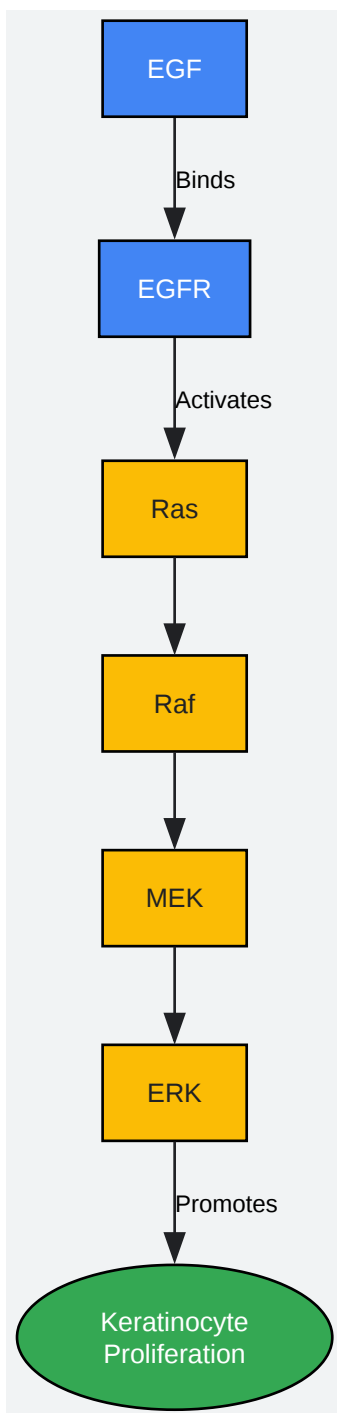 EGF
Binds
EGFR
Activates
Ras
Raf
MEK
ERK
Promotes
Keratinocyte
Proliferation